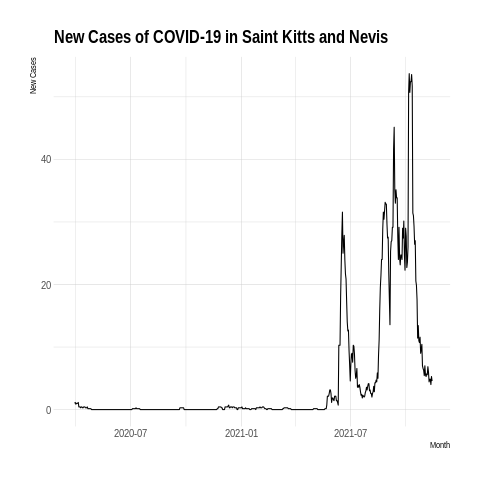 New Cases of COVID-19 in Saint Kitts and Nevis
New Cases
40
20
0
2020-07 2021-01 2021-07
Month